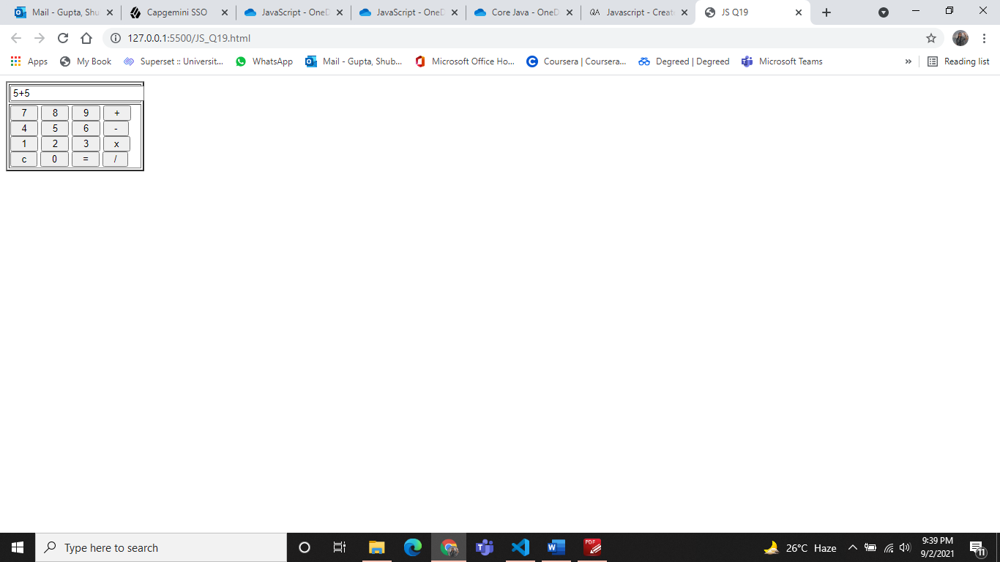 Mail - Gupta, Shu
Capgemini SSO
JavaScript - OneD
JavaScript - OneD
Core Java - OneD
QA Javascript - Creat
JS Q19
127.0.0.1:5500/JS_Q19.html
Apps My Book Superset :: Universit... WhatsApp Mail - Gupta, Shub... Microsoft Office Ho... Coursera | Coursera... Degreed | Degreed Microsoft Teams » Reading list
5+5
7 8 9 +
4 5 6 -
1 2 3 x
c 0 = /
Type here to search
26°C Haze
9:39 PM
9/2/2021
11